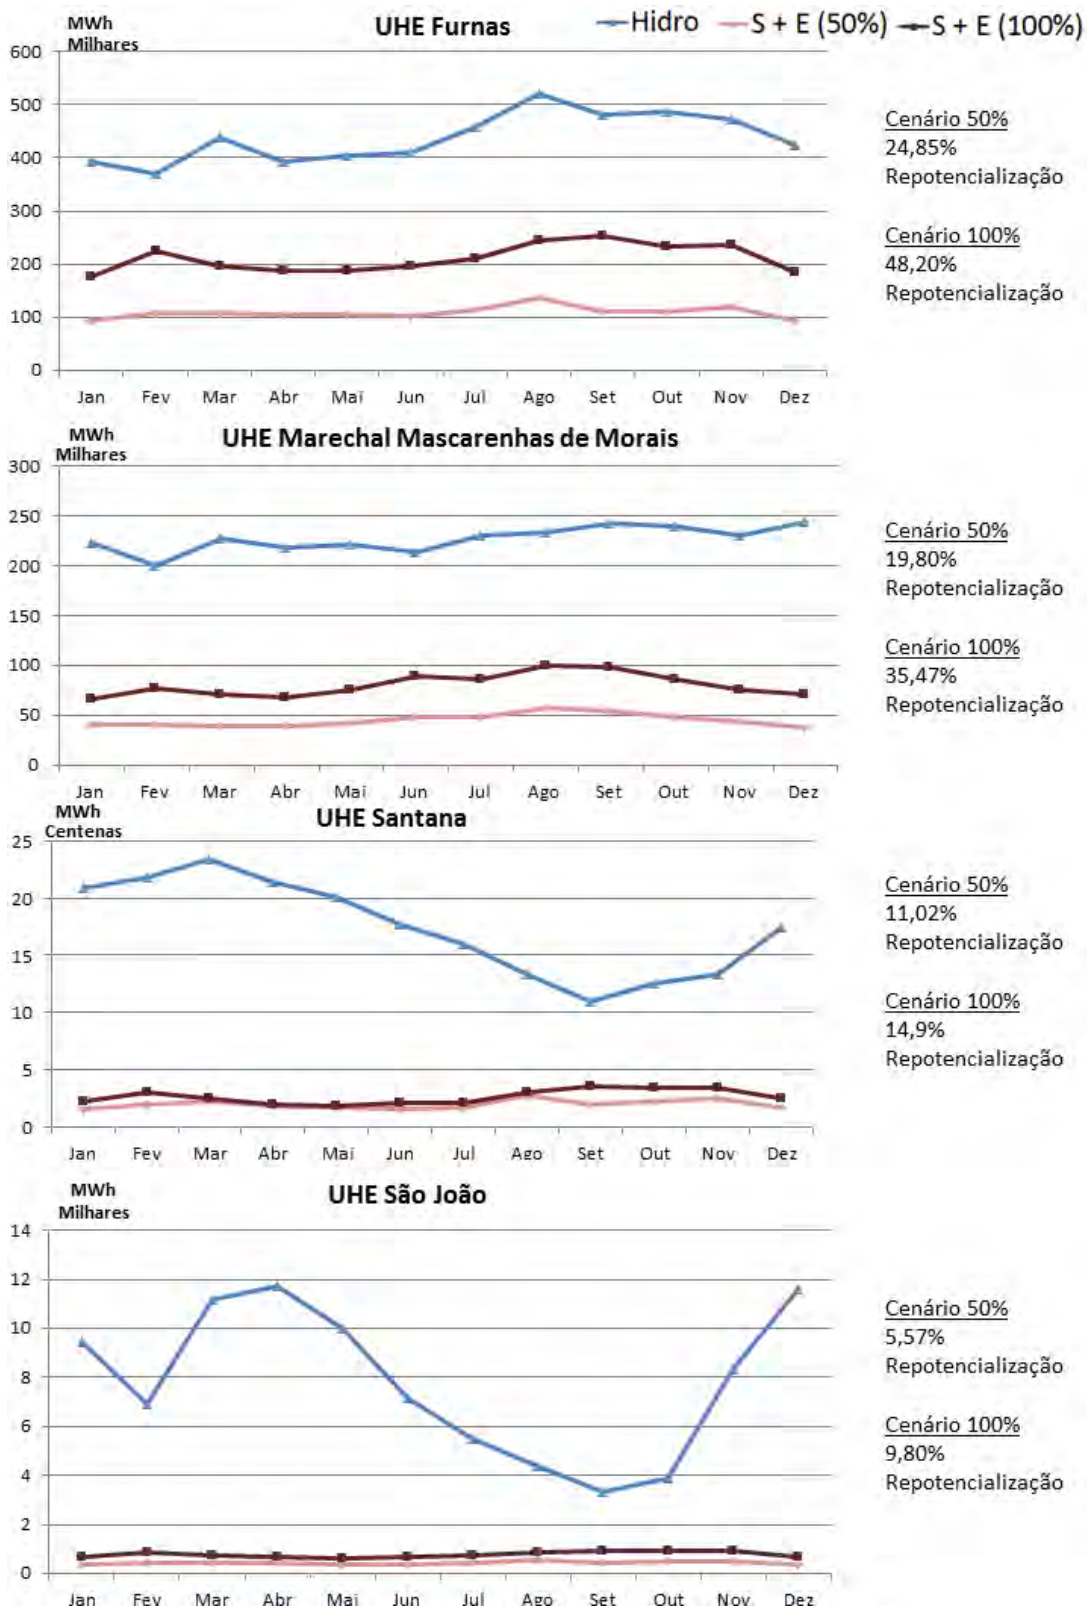 MWh
Milhares
UHE Furnas
Hidro S + E (50%) S + E (100%)
600
500
400
300
200
100
0
Jan Fev Mar Abr Mai Jun Jul Ago Set Out Nov Dez
Cenário 50%
24,85%
Repotencialização
Cenário 100%
48,20%
Repotencialização
MWh
Milhares
UHE Marechal Mascarenhas de Morais
300
250
200
150
100
50
0
Jan Fev Mar Abr Mai Jun Jul Ago Set Out Nov Dez
Cenário 50%
19,80%
Repotencialização
Cenário 100%
35,47%
Repotencialização
MWh
Centenas
UHE Santana
25
20
15
10
5
0
Jan Fev Mar Abr Mai Jun Jul Ago Set Out Nov Dez
Cenário 50%
11,02%
Repotencialização
Cenário 100%
14,9%
Repotencialização
MWh
Milhares
UHE São João
14
12
10
8
6
4
2
0
Jan Fev Mar Abr Mai Jun Jul Ago Set Out Nov Dez
Cenário 50%
5,57%
Repotencialização
Cenário 100%
9,80%
Repotencialização